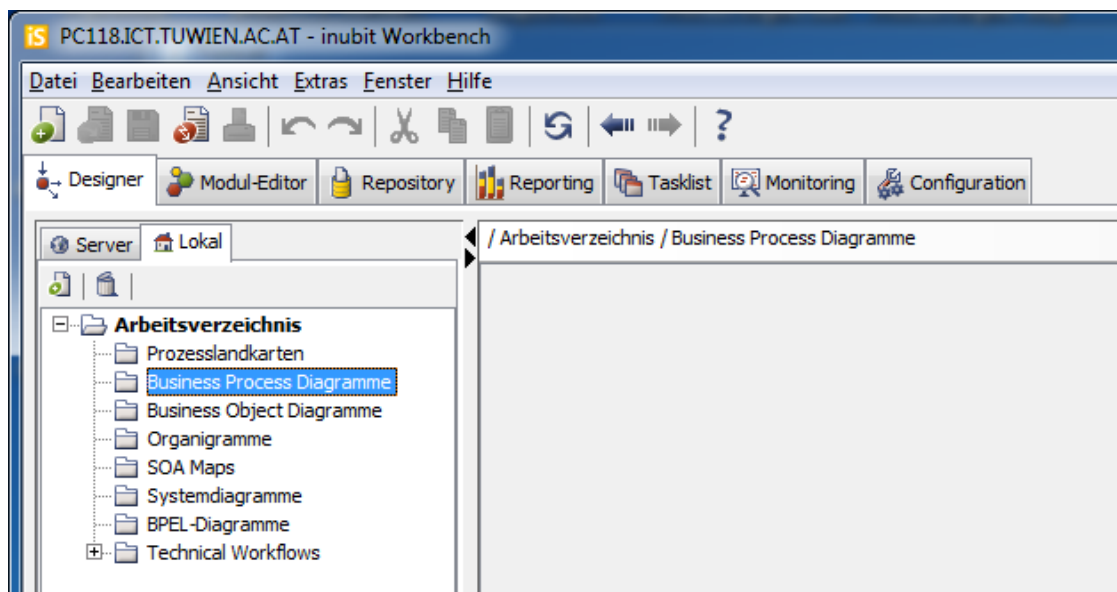 iS PC118.ICT.TUWIEN.AC.AT - inubit Workbench
Datei Bearbeiten Ansicht Extras Fenster Hilfe
?
Designer Modul-Editor Repository Reporting Tasklist Monitoring Configuration
Server Lokal
/ Arbeitsverzeichnis / Business Process Diagramme
Arbeitsverzeichnis
Prozesslandkarten
Business Process Diagramme
Business Object Diagramme
Organigramme
SOA Maps
Systemdiagramme
BPEL-Diagramme
Technical Workflows